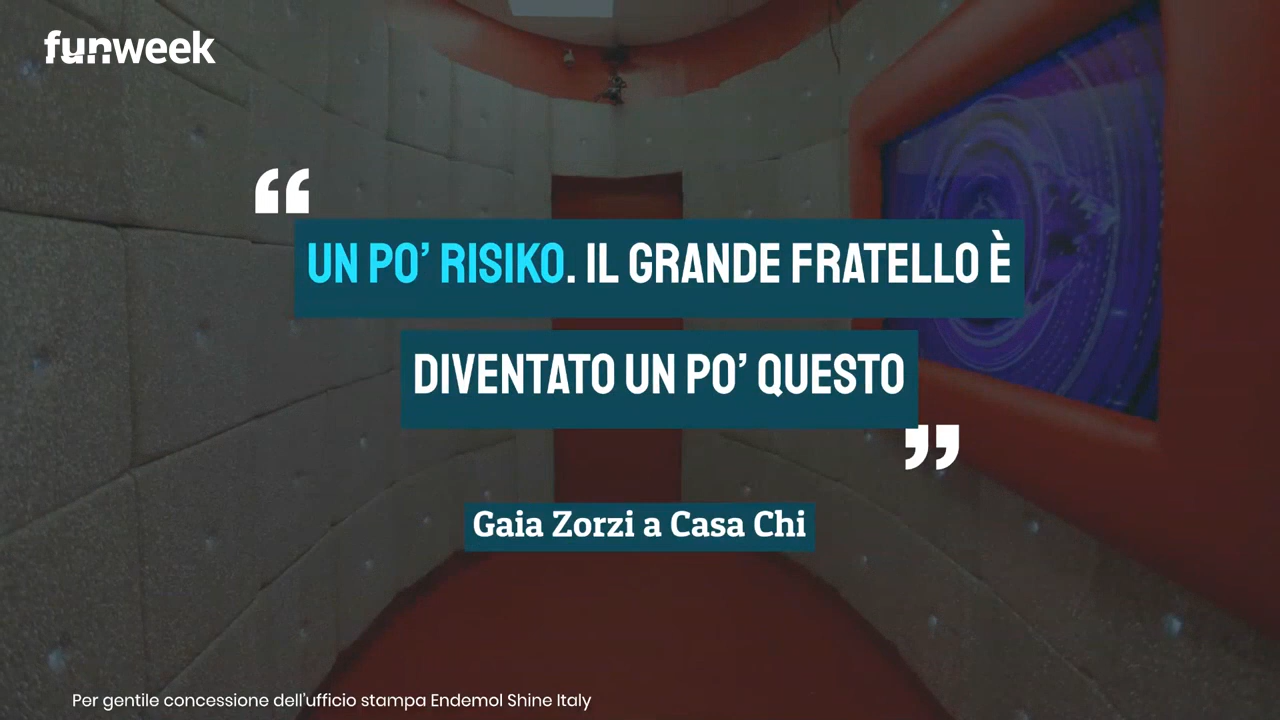 funweek
“
UN PO’ RISIKO. IL GRANDE FRATELLO È
DIVENTATO UN PO’ QUESTO
”
Gaia Zorzi a Casa Chi
Per gentile concessione dell'ufficio stampa Endemol Shine Italy